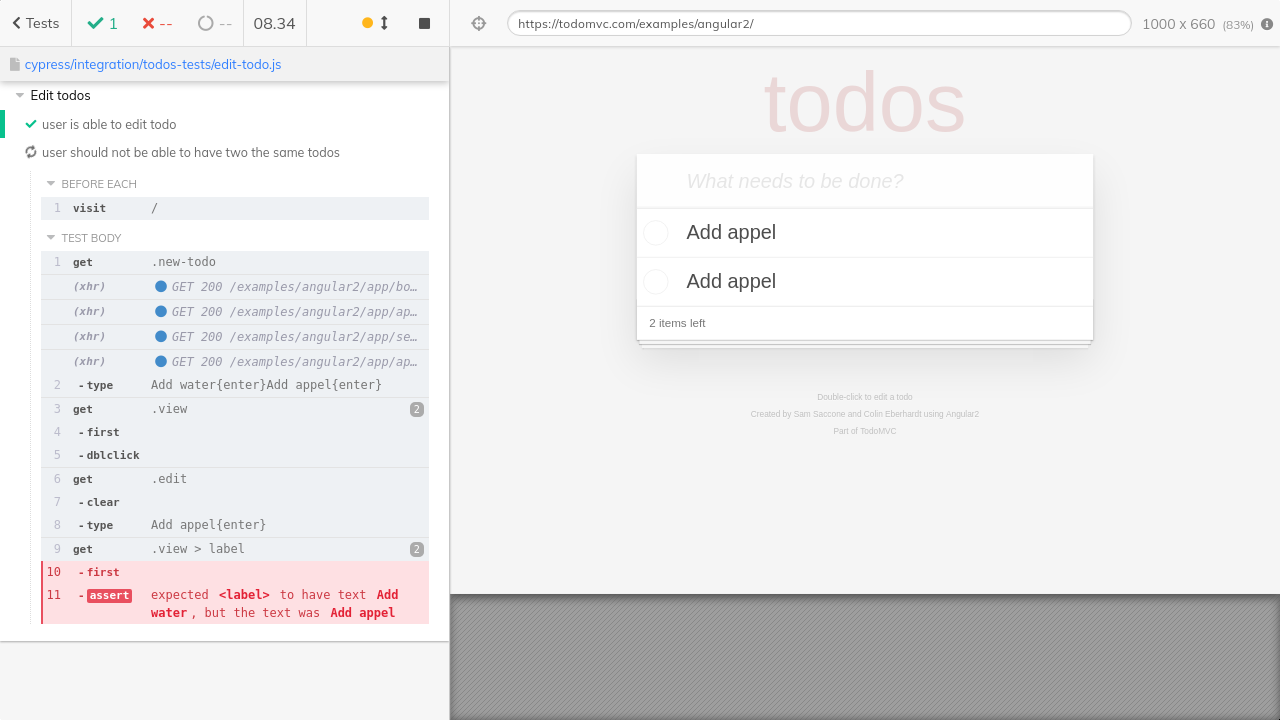 Tests
1
--
--
08.34
https://todomvc.com/examples/angular2/
1000 x 660 (83%)
cypress/integration/todos-tests/edit-todo.js
Edit todos
user is able to edit todo
user should not be able to have two the same todos
BEFORE EACH
1 visit /
TEST BODY
1 get .new-todo
(xhr) GET 200 /examples/angular2/app/bo…
(xhr) GET 200 /examples/angular2/app/ap…
(xhr) GET 200 /examples/angular2/app/se…
(xhr) GET 200 /examples/angular2/app/ap…
2 -type Add water{enter}Add appel{enter}
3 get .view 2
4 -first
5 -dblclick
6 get .edit
7 -clear
8 -type Add appel{enter}
9 get .view > label 2
10 -first
11 -assert expected <label> to have text Add
water, but the text was Add appel
todos
What needs to be done?
Add appel
Add appel
2 items left
Double-click to edit a todo
Created by Sam Saccone and Colin Eberhardt using Angular2
Part of TodoMVC